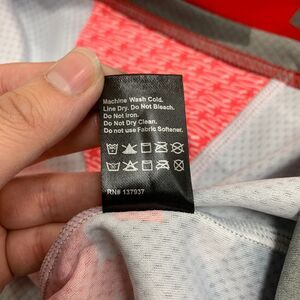 Machine Wash Cold.
Line Dry. Do Not Bleach.
Do Not Iron.
Do Not Dry Clean.
Do not use Fabric Softener.
RN# 137937